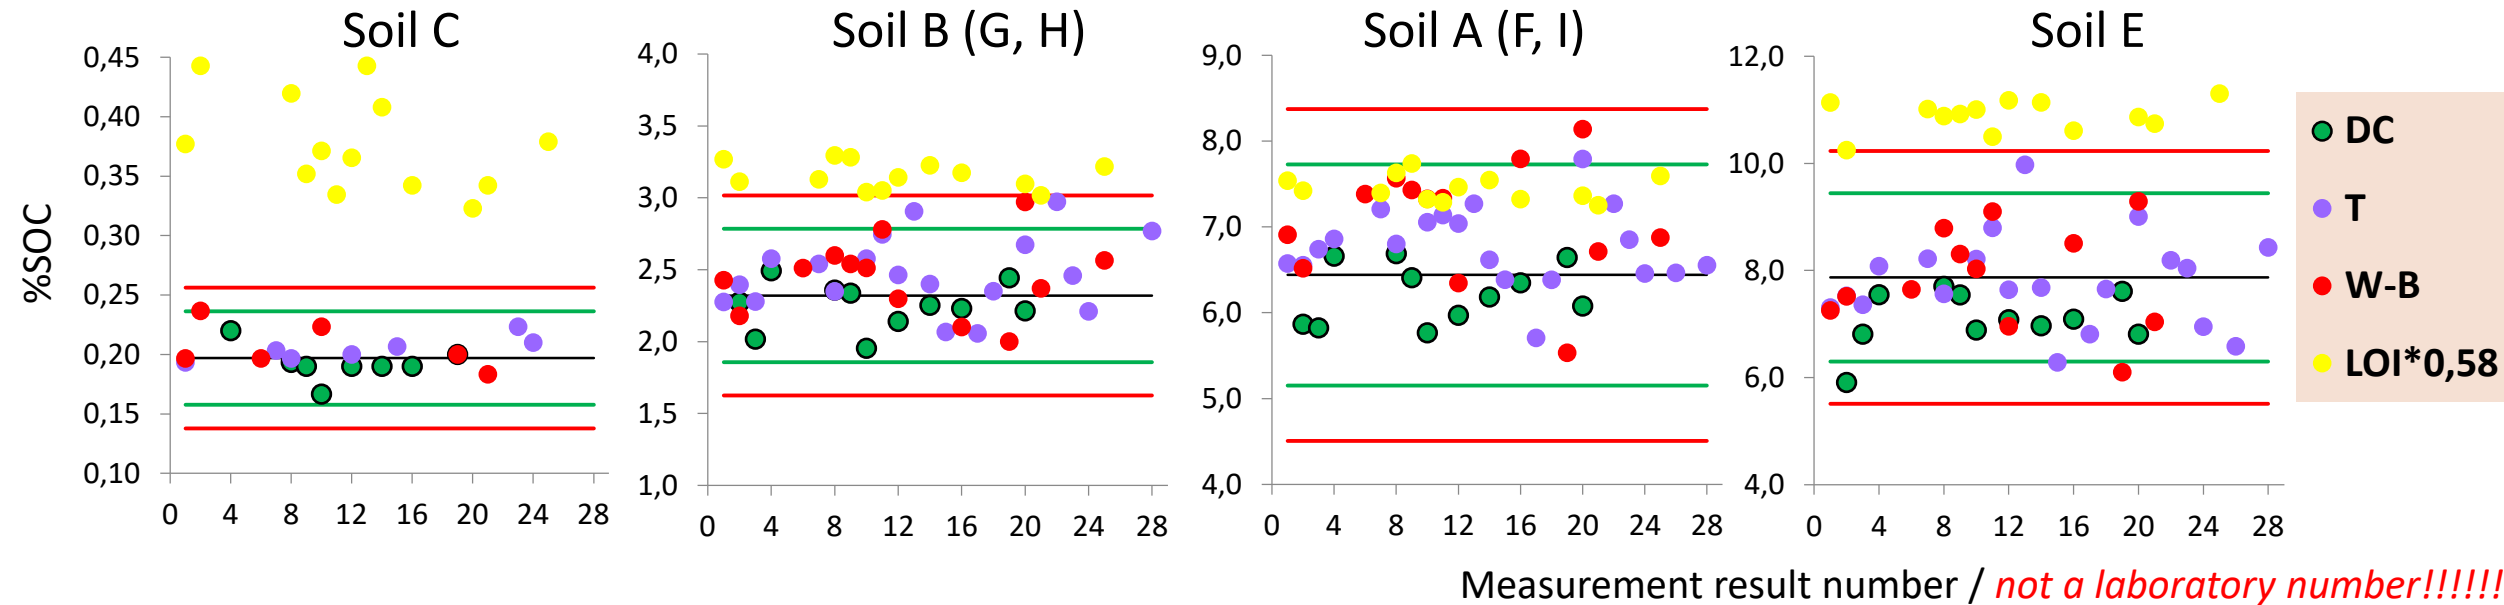 Soil C
Soil B (G, H)
Soil A (F, I)
Soil E
%SOC
0,45
0,40
0,35
0,30
0,25
0,20
0,15
0,10
0 4 8 12 16 20 24 28
4,0
3,5
3,0
2,5
2,0
1,5
1,0
0 4 8 12 16 20 24 28
9,0
8,0
7,0
6,0
5,0
4,0
0 4 8 12 16 20 24 28
12,0
10,0
8,0
6,0
4,0
0 4 8 12 16 20 24 28
DC
T
W-B
LOI*0,58
Measurement result number / not a laboratory number!!!!!!